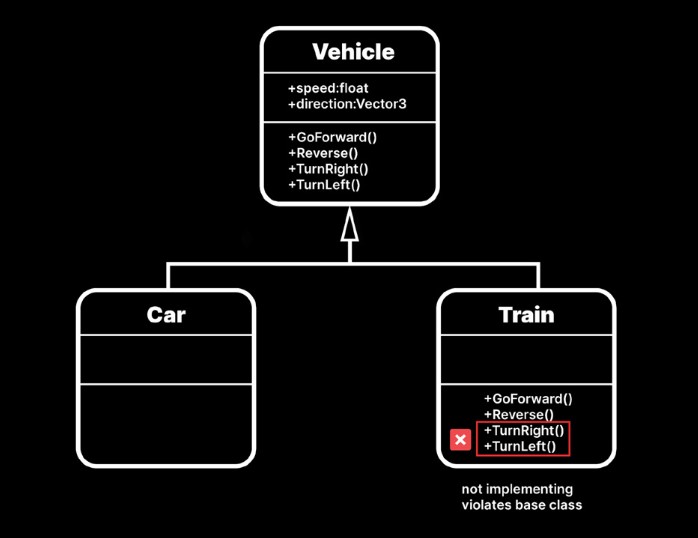 Vehicle
+speed:float
+direction:Vector3
+GoForward()
+Reverse()
+TurnRight()
+TurnLeft()
Car
Train
+GoForward()
+Reverse()
+TurnRight()
+TurnLeft()
not implementing
violates base class